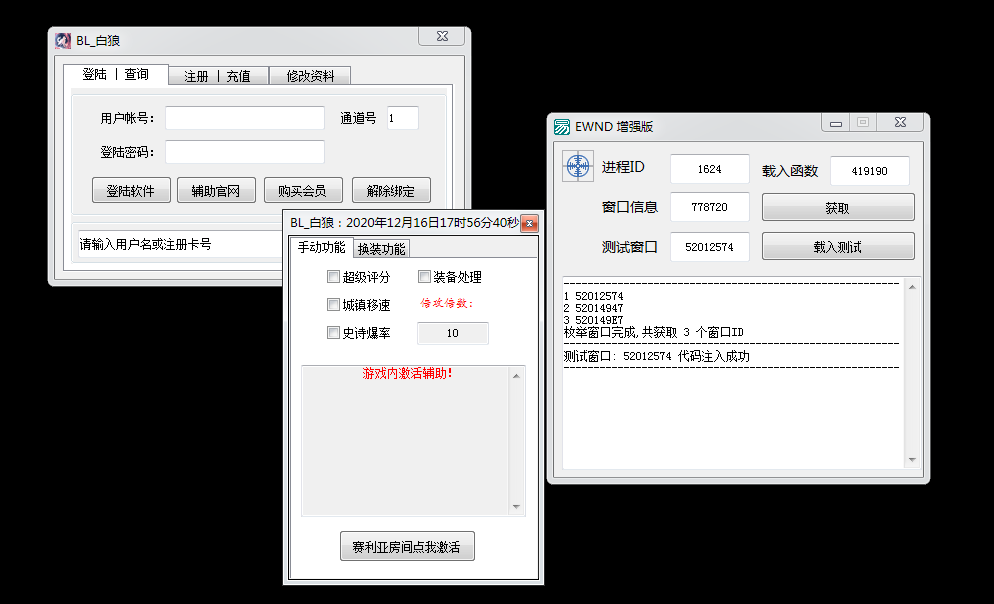 BL_白狼
登陆 | 查询
注册 | 充值
修改资料
用户帐号:
通道号
1
登陆密码:
登陆软件
辅助官网
购买会员
解除绑定
请输入用户名或注册卡号
BL_白狼：2020年12月16日17时56分40秒
手动功能
换装功能
超级评分
装备处理
城镇移速
倍攻倍数:
史诗爆率
10
游戏内激活辅助!
赛利亚房间点我激活
EWND 增强版
进程ID
1624
载入函数
419190
窗口信息
778720
获取
测试窗口
52012574
载入测试
1 52012574
2 52014947
3 520149E7
枚举窗口完成,共获取 3 个窗口ID
测试窗口: 52012574 代码注入成功